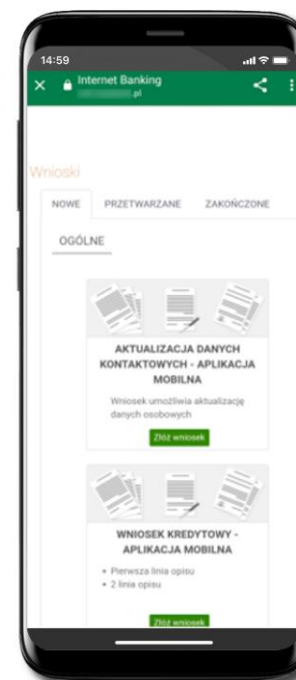 14:59
Internet Banking
.pl
Wnioski
NOWE PRZETWARZANE ZAKOŃCZONE
OGÓLNE
AKTUALIZACJA DANYCH
KONTAKTOWYCH - APLIKACJA
MOBILNA
Wniosek umożliwia aktualizację
danych osobowych
Złóż wniosek
WNIOSEK KREDYTOWY -
APLIKACJA MOBILNA
• Pierwsza linia opisu
• 2 linia opisu
Złóż wniosek